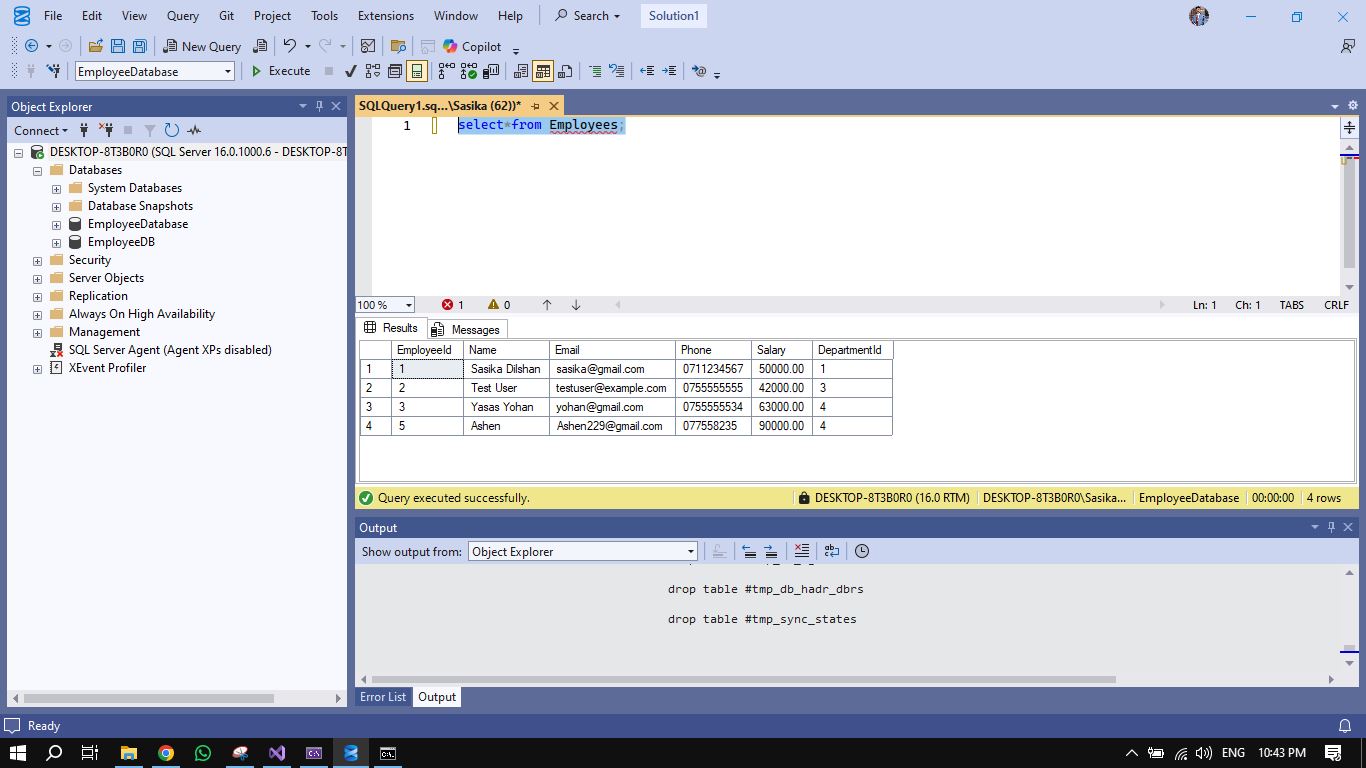 File Edit View Query Git Project Tools Extensions Window Help Search Solution1
New Query Copilot
EmployeeDatabase Execute
Object Explorer
Connect
DESKTOP-8T3B0R0 (SQL Server 16.0.1000.6 - DESKTOP-8T
Databases
System Databases
Database Snapshots
EmployeeDatabase
EmployeeDB
Security
Server Objects
Replication
Always On High Availability
Management
SQL Server Agent (Agent XPs disabled)
XEvent Profiler
SQLQuery1.sq...\Sasika (62))*
1 select*from Employees;
100 % 1 0 Ln: 1 Ch: 1 TABS CRLF
Results Messages
EmployeeId Name Email Phone Salary DepartmentId
1 1 Sasika Dilshan sasika@gmail.com 0711234567 50000.00 1
2 2 Test User testuser@example.com 0755555555 42000.00 3
3 3 Yasas Yohan yohan@gmail.com 0755555534 63000.00 4
4 5 Ashen Ashen229@gmail.com 077558235 90000.00 4
Query executed successfully. DESKTOP-8T3B0R0 (16.0 RTM) DESKTOP-8T3B0R0\Sasika... EmployeeDatabase 00:00:00 4 rows
Output
Show output from: Object Explorer
drop table #tmp_db_hadr_dbrs
drop table #tmp_sync_states
Error List Output
Ready
ENG 10:43 PM